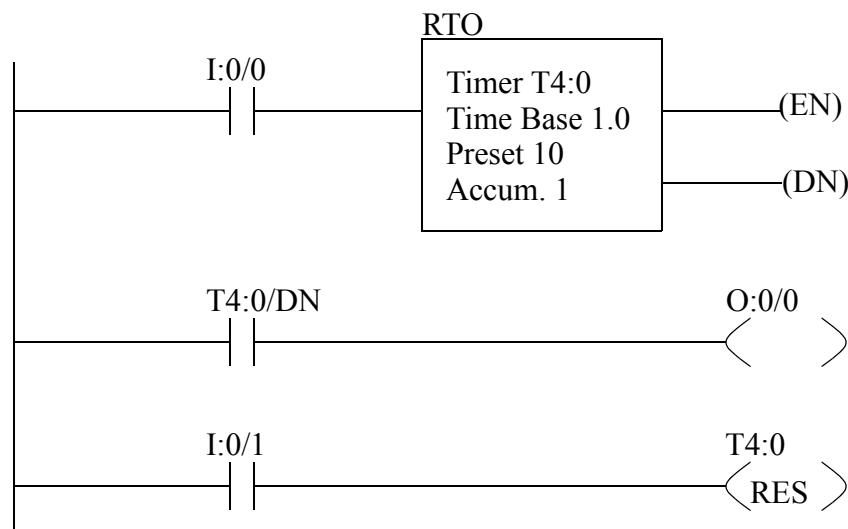 RTO
I:0/0
Timer T4:0
Time Base 1.0
Preset 10
Accum. 1
(EN)
(DN)
T4:0/DN
O:0/0
I:0/1
T4:0
RES